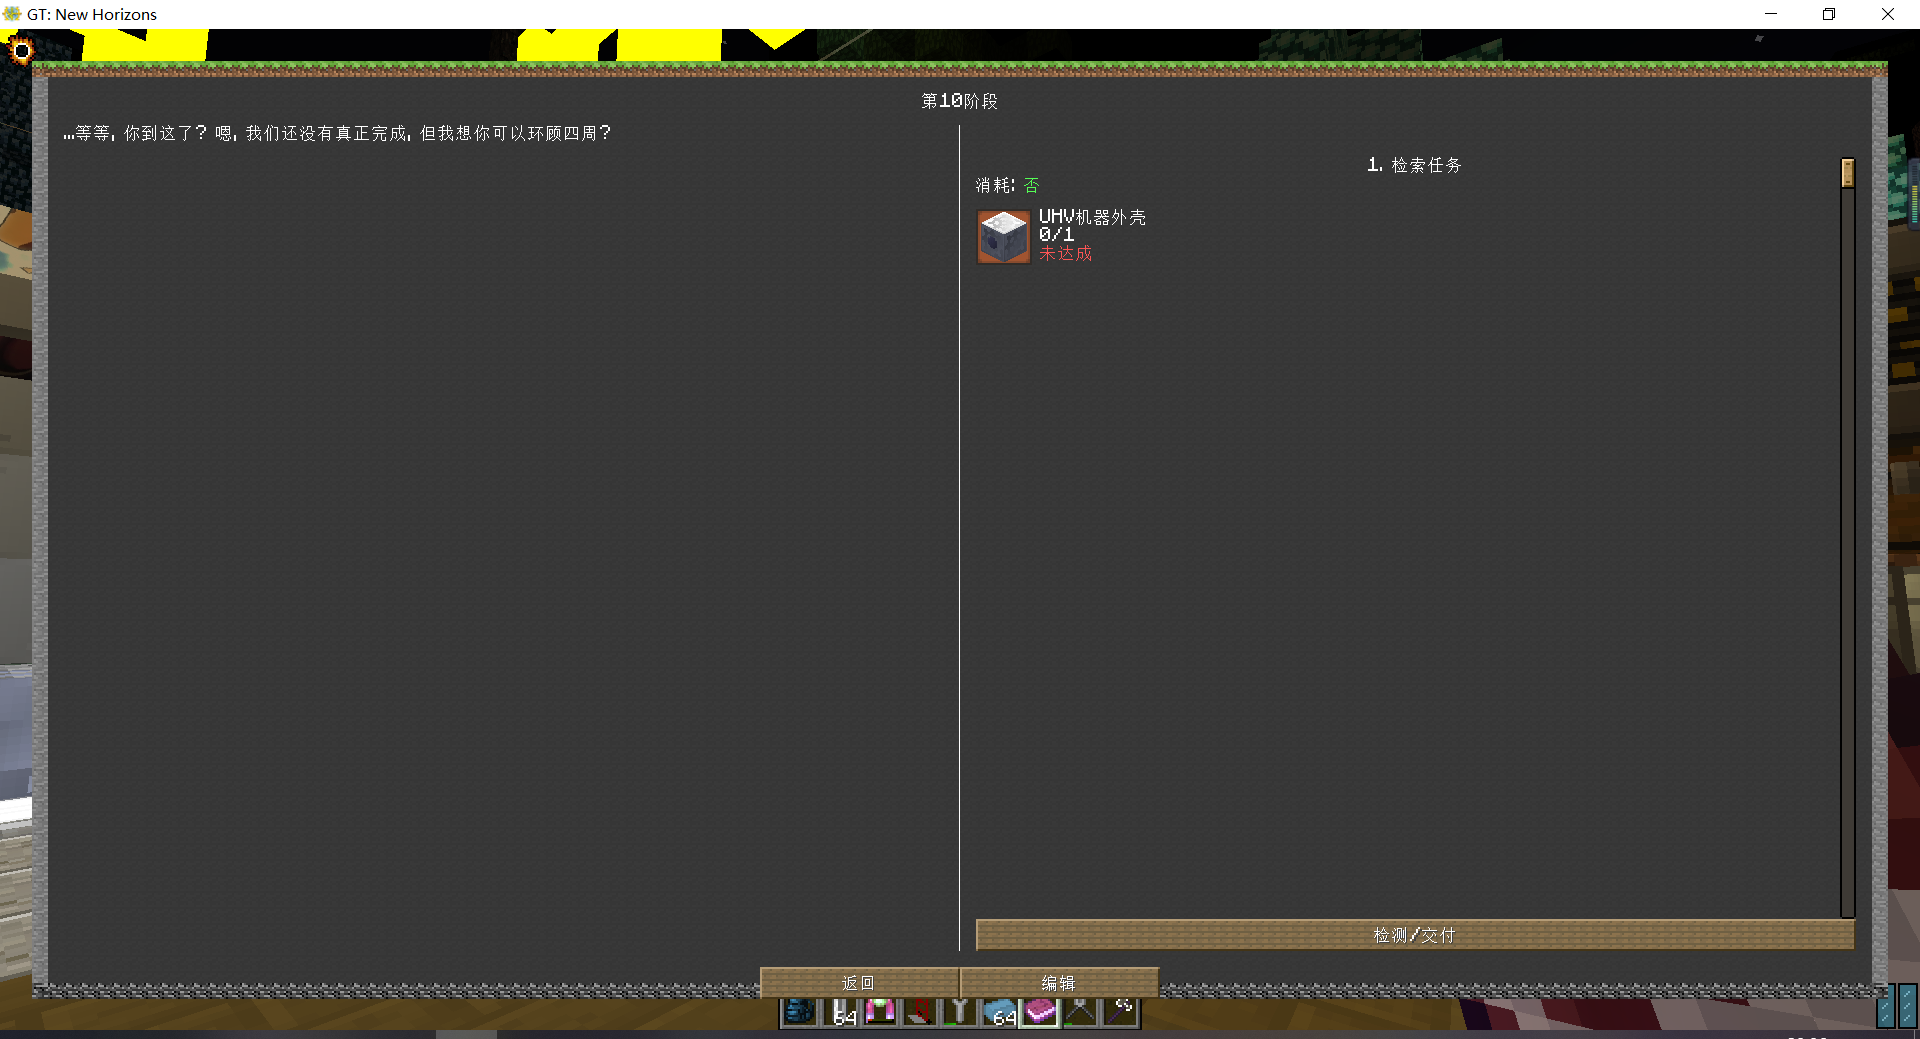 GT: New Horizons
第10阶段
...等等, 你到这了? 嗯, 我们还没有真正完成, 但我想你可以环顾四周?
1. 检索任务
消耗: 否
UHV机器外壳
0/1
未达成
检测/交付
返回
编辑
64
64